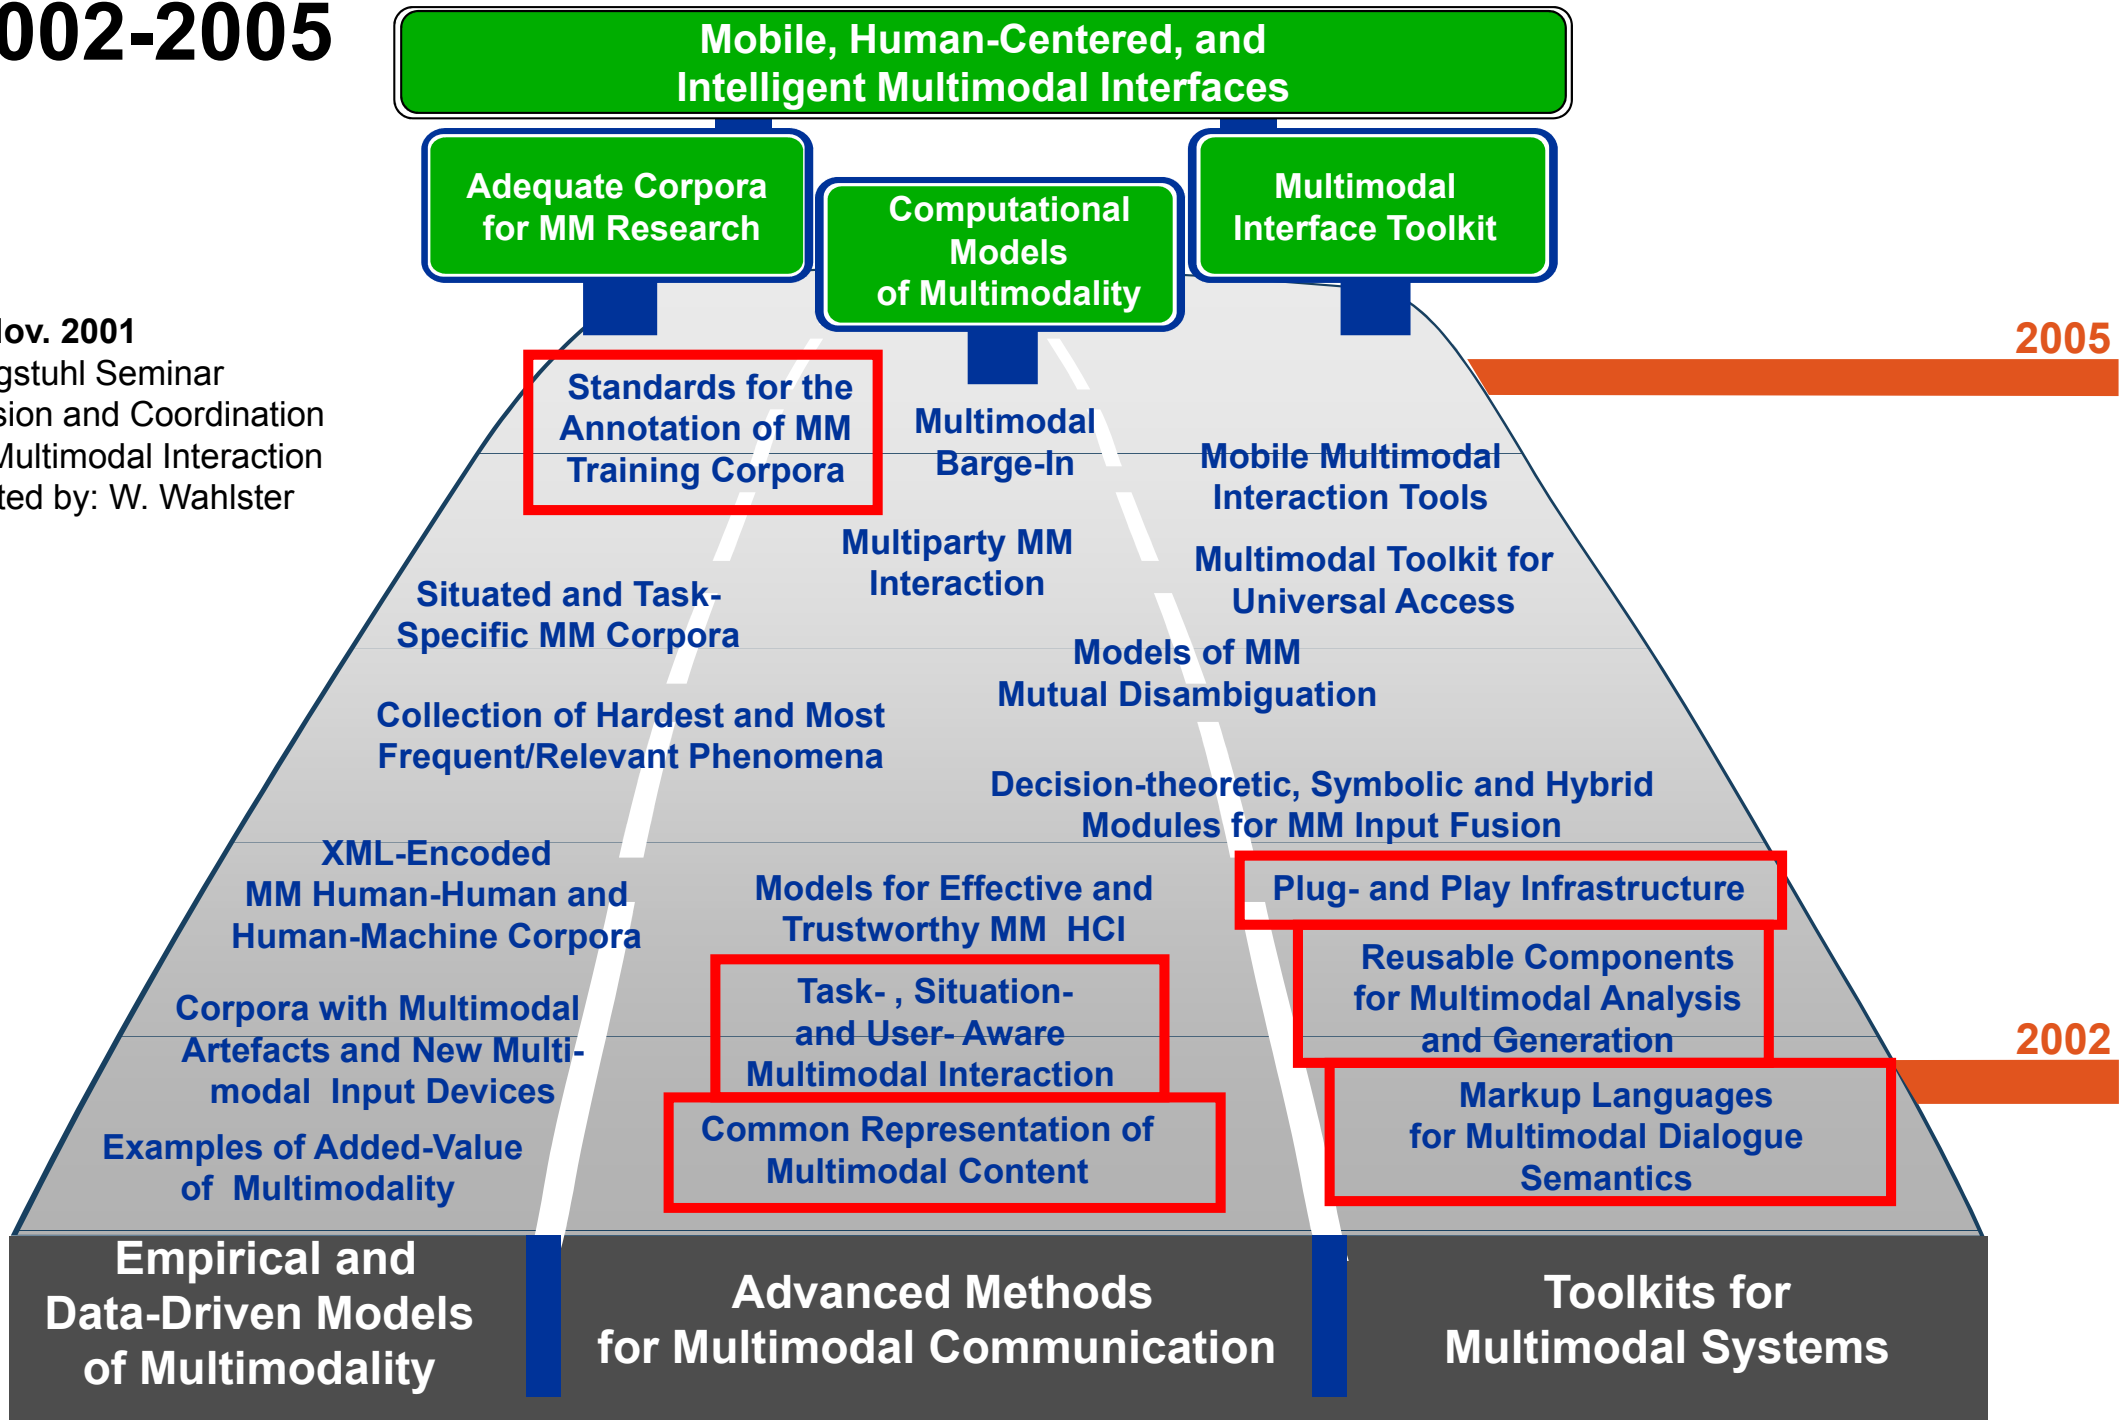 002-2005
Mobile, Human-Centered, and
Intelligent Multimodal Interfaces
Adequate Corpora
for MM Research
Computational
Models
of Multimodality
Multimodal
Interface Toolkit
ov. 2001
gstuhl Seminar
sion and Coordination
Multimodal Interaction
ted by: W. Wahlster
2005
Standards for the
Annotation of MM
Training Corpora
Multimodal
Barge-In
Mobile Multimodal
Interaction Tools
Multiparty MM
Interaction
Multimodal Toolkit for
Universal Access
Situated and Task-
Specific MM Corpora
Models of MM
Mutual Disambiguation
Collection of Hardest and Most
Frequent/Relevant Phenomena
Decision-theoretic, Symbolic and Hybrid
Modules for MM Input Fusion
XML-Encoded
MM Human-Human and
Human-Machine Corpora
Models for Effective and
Trustworthy MM HCI
Plug- and Play Infrastructure
Reusable Components
for Multimodal Analysis
and Generation
Corpora with Multimodal
Artefacts and New Multi-
modal Input Devices
Task- , Situation-
and User- Aware
Multimodal Interaction
2002
Markup Languages
for Multimodal Dialogue
Semantics
Common Representation of
Multimodal Content
Examples of Added-Value
of Multimodality
Empirical and
Data-Driven Models
of Multimodality
Advanced Methods
for Multimodal Communication
Toolkits for
Multimodal Systems